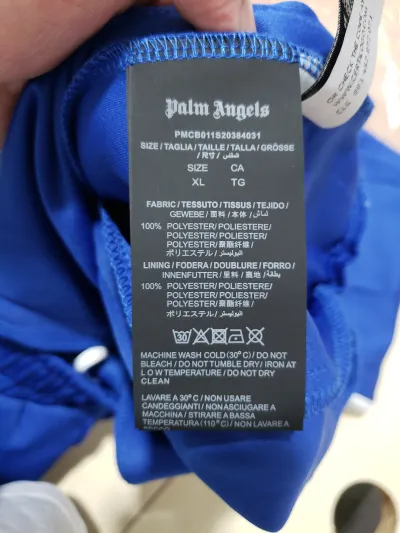 Palm Angels
PMCB011S20384031
SIZE / TAGLIA / TAILLE / TALLA / GRÖSSE
/ 尺寸 / المقاس
SIZE CA
XL TG
FABRIC / TESSUTO / TISSUS / TEJIDO /
GEWEBE / 面料 / 本体 / قماش
100% POLYESTER/ POLIESTERE/
POLYESTER/ POLIÉSTER/
POLYESTER/ 聚酯纤维/
ポリエステル/ البوليستر
LINING / FODERA / DOUBLURE / FORRO /
INNENFUTTER / 里料 / 裏地 / بطانة
100% POLYESTER/ POLIESTERE/
POLYESTER/ POLIÉSTER/
POLYESTER/ 聚酯纤维/
ポリエステル/ البوليستر
30
MACHINE WASH COLD (30°C) / DO NOT
BLEACH / DO NOT TUMBLE DRY / IRON AT
LOW TEMPERATURE / DO NOT DRY
CLEAN
LAVARE A 30°C / NON USARE
CANDEGGIANTI / NON ASCIUGARE A
MACCHINA / STIRARE A BASSA
TEMPERATURA (110°C) / NON LAVARE